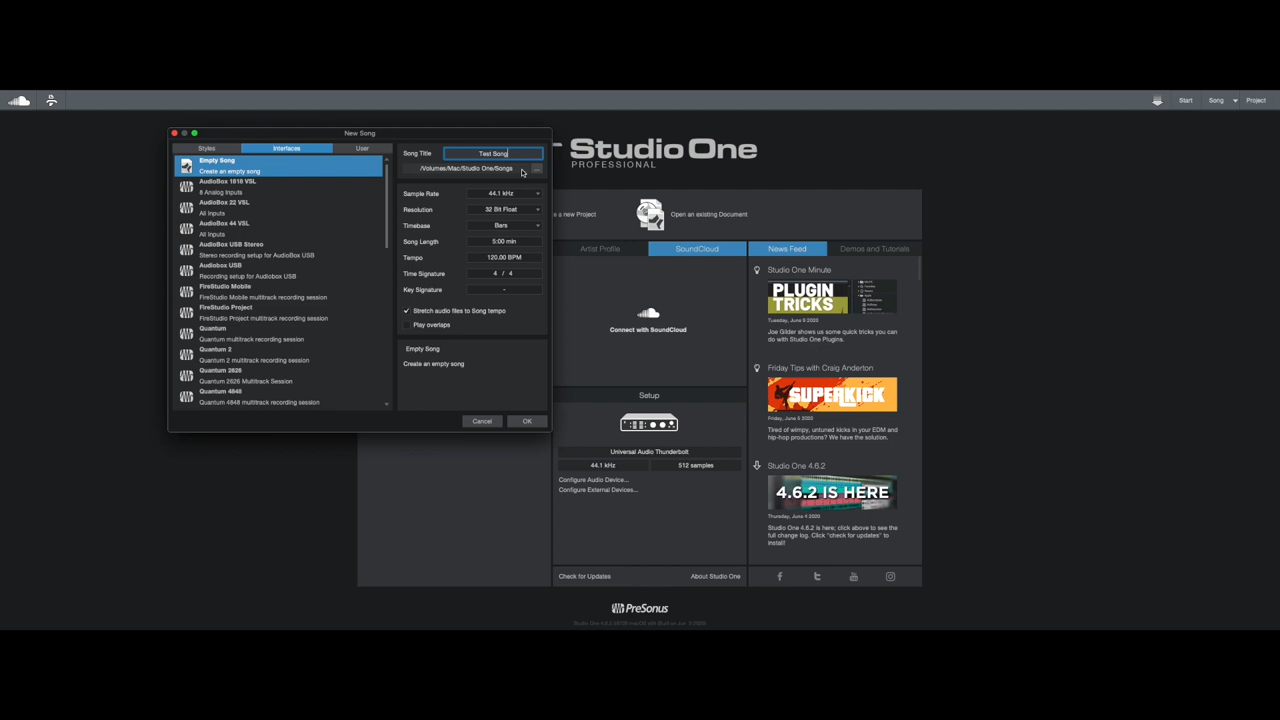 Start
Song
Project
New Song
Styles
Interfaces
User
Empty Song
Create an empty song
AudioBox 1818 VSL
8 Analog Inputs
AudioBox 22 VSL
All Inputs
AudioBox 44 VSL
All Inputs
AudioBox USB Stereo
Stereo recording setup for AudioBox USB
Audiobox USB
Recording setup for Audiobox USB
FireStudio Mobile
FireStudio Mobile multitrack recording session
FireStudio Project
FireStudio Project multitrack recording session
Quantum
Quantum multitrack recording session
Quantum 2
Quantum 2 multitrack recording session
Quantum 2626
Quantum 2626 Multitrack Session
Quantum 4848
Quantum 4848 multitrack recording session
Song Title
Test Song
/Volumes/Mac/Studio One/Songs
...
Sample Rate
44.1 kHz
Resolution
32 Bit Float
Timebase
Bars
Song Length
5:00 min
Tempo
120.00 BPM
Time Signature
4 / 4
Key Signature
-
Stretch audio files to Song tempo
Play overlaps
Empty Song
Create an empty song
Cancel
OK
Studio One
PROFESSIONAL
e a new Project
Open an existing Document
Artist Profile
SoundCloud
News Feed
Demos and Tutorials
Connect with SoundCloud
Setup
Universal Audio Thunderbolt
44.1 kHz
512 samples
Configure Audio Device...
Configure External Devices...
Check for Updates
About Studio One
Studio One Minute
PLUGIN
TRICKS
Tuesday, June 9 2020
Joe Gilder shows us some quick tricks you can
do with Studio One Plugins.
Friday Tips with Craig Anderton
SUPERKICK
Friday, June 5 2020
Tired of wimpy, untuned kicks in your EDM and
hip-hop productions? We have the solution.
Studio One 4.6.2
4.6.2 IS HERE
Thursday, June 4 2020
Studio One 4.6.2 is here; click above to see the
full change log. Click "check for updates" to
install!
PreSonus